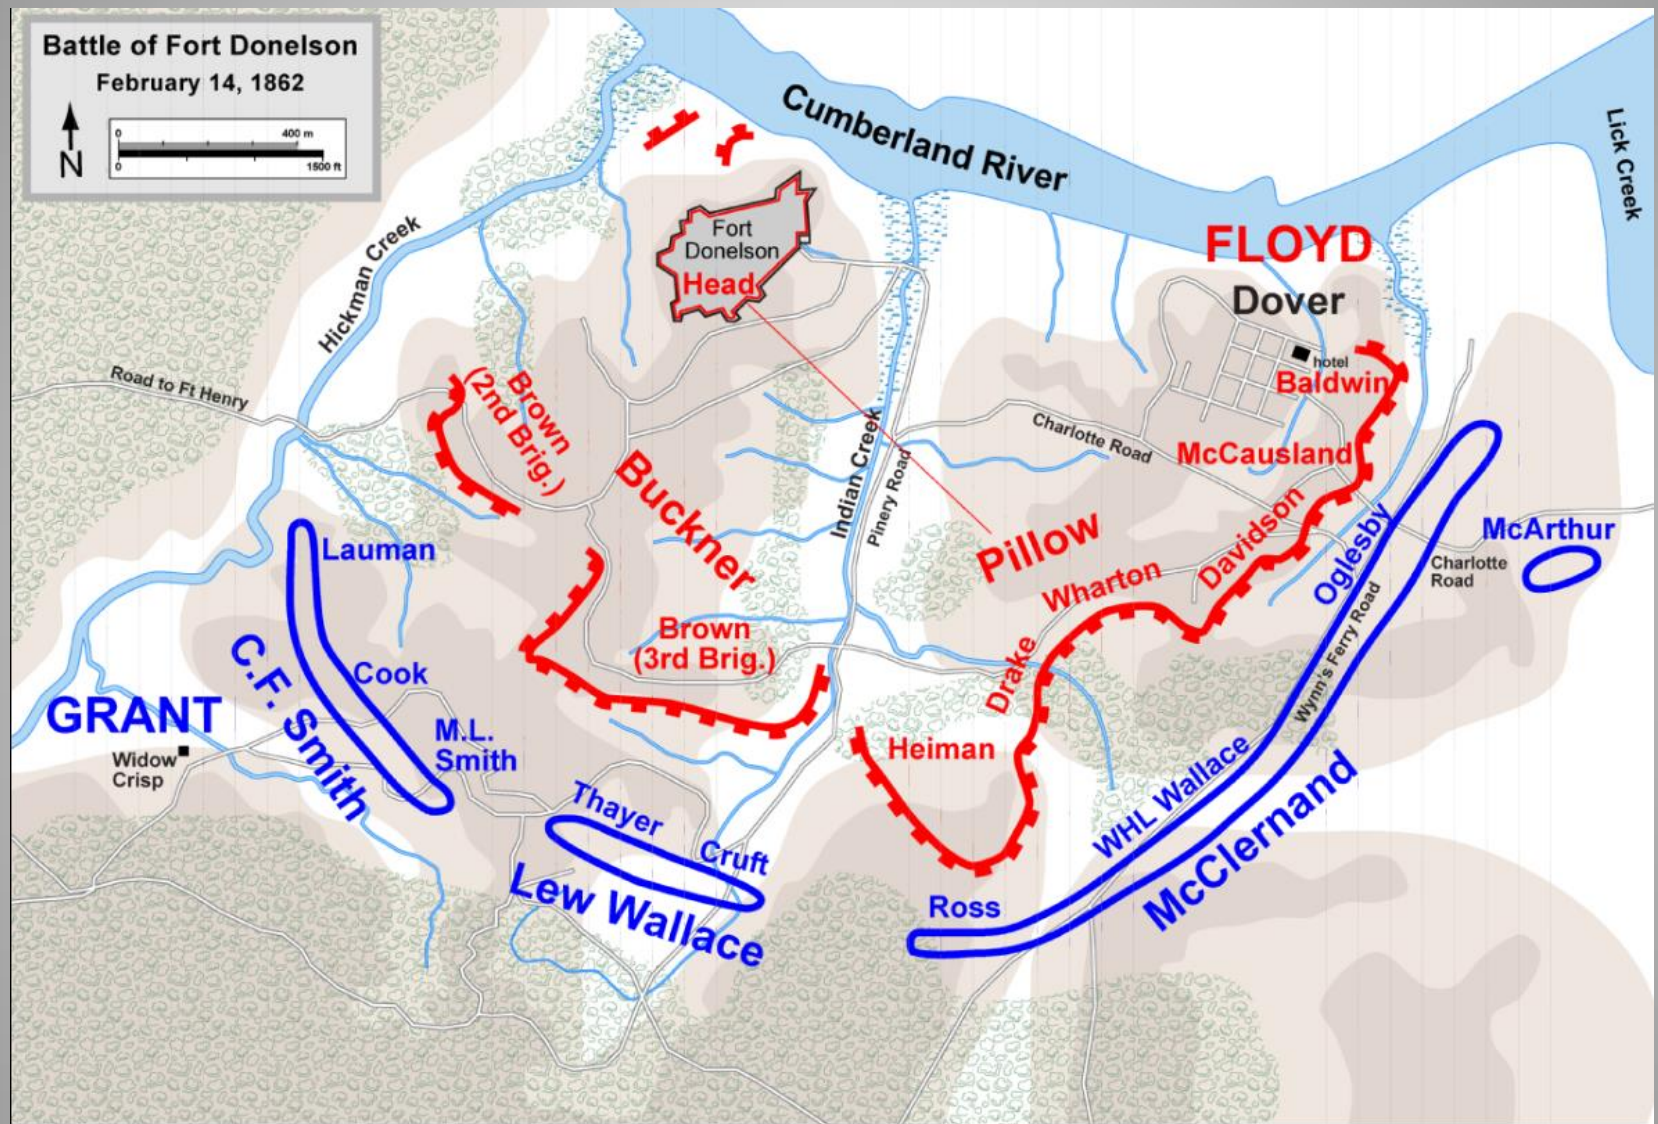 Battle of Fort Donelson
February 14, 1862
N
0
400 m
0
1500 ft
Cumberland River
Lick Creek
Hickman Creek
Fort
Donelson
Head
FLOYD
Dover
hotel
Baldwin
Road to Ft Henry
Brown
(2nd Brig.)
Buckner
Indian Creek
Pinery Road
Charlotte Road
McCausland
Pillow
Davidson
Wharton
Oglesby
McArthur
Charlotte
Road
Lauman
Brown
(3rd Brig.)
Drake
Wynn's Ferry Road
Cook
C.F. Smith
GRANT
Widow
Crisp
M.L.
Smith
Heiman
Thayer
Cruft
Lew Wallace
WHL Wallace
McClernand
Ross